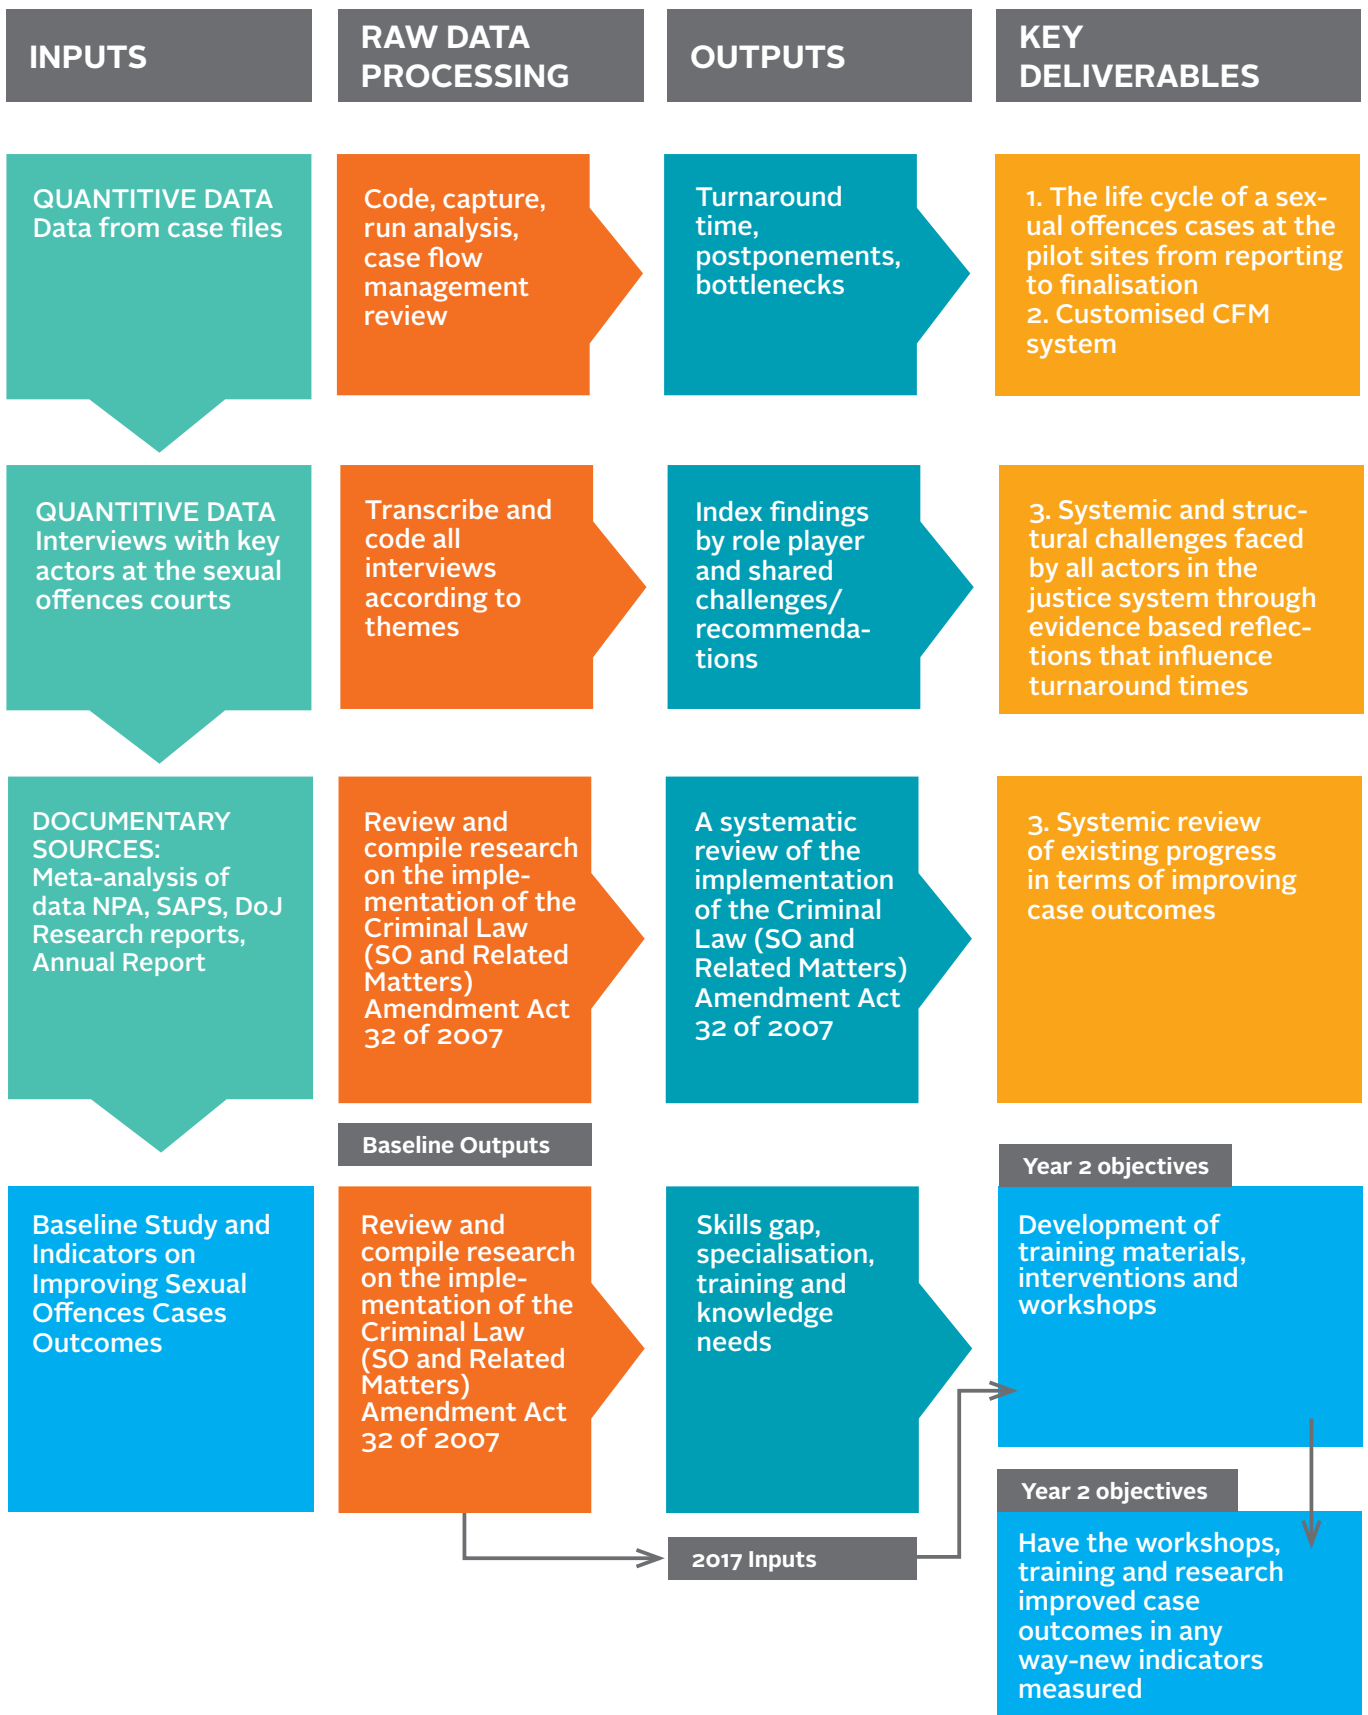 INPUTS
RAW DATA
PROCESSING
OUTPUTS
KEY
DELIVERABLES
QUANTITIVE DATA
Data from case files
Code, capture,
run analysis,
case flow
management
review
Turnaround
time,
postponements,
bottlenecks
1. The life cycle of a sex-
ual offences cases at the
pilot sites from reporting
to finalisation
2. Customised CFM
system
QUANTITIVE DATA
Interviews with key
actors at the sexual
offences courts
Transcribe and
code all
interviews
according to
themes
Index findings
by role player
and shared
challenges/
recommenda-
tions
3. Systemic and struc-
tural challenges faced
by all actors in the
justice system through
evidence based reflec-
tions that influence
turnaround times
DOCUMENTARY
SOURCES:
Meta-analysis of
data NPA, SAPS, DoJ
Research reports,
Annual Report
Review and
compile research
on the imple-
mentation of the
Criminal Law
(SO and Related
Matters)
Amendment Act
32 of 2007
A systematic
review of the
implementation
of the Criminal
Law (SO and
Related Matters)
Amendment Act
32 of 2007
3. Systemic review
of existing progress
in terms of improving
case outcomes
Baseline Outputs
Year 2 objectives
Baseline Study and
Indicators on
Improving Sexual
Offences Cases
Outcomes
Review and
compile research
on the imple-
mentation of the
Criminal Law
(SO and Related
Matters)
Amendment Act
32 of 2007
Skills gap,
specialisation,
training and
knowledge
needs
Development of
training materials,
interventions and
workshops
2017 Inputs
Year 2 objectives
Have the workshops,
training and research
improved case
outcomes in any
way-new indicators
measured